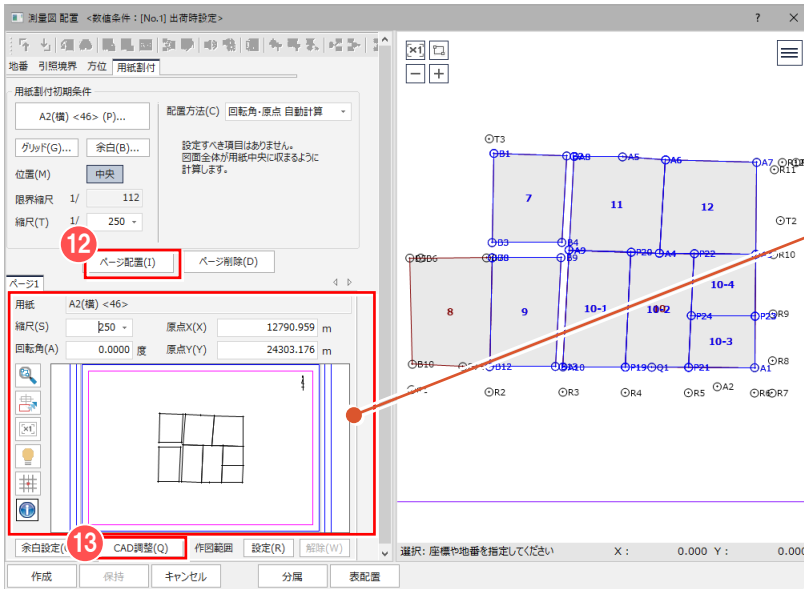 測量図 配置 <数値条件：[No.1] 出荷時設定>
? ×
地番 引照境界 方位 用紙割付
用紙割付初期条件
A2(横) <46> (P)...
配置方法(C) 回転角・原点 自動計算
グリッド(G)... 余白(B)...
設定すべき項目はありません。
図面全体が用紙中央に収まるように
計算します。
位置(M) 中央
限界縮尺 1/ 112
縮尺(T) 1/ 250
12
ページ配置(I) ページ削除(D)
ページ1
用紙 A2(横) <46>
縮尺(S) 250 原点X(X) 12790.959 m
回転角(A) 0.0000 度 原点Y(Y) 24303.176 m
13
余白設定( CAD調整(Q) 作図範囲 設定(R) 解除(W)
作成 保持 キャンセル 分属 表配置
T3
B1 A8 A5 A6 A7 R11
7 11 12
T2
B3 B4 A9 P20 A4 P22 R10
B6 B9
10-4
8 9 10-1 10-2 P24 P23 R9
10-3
R8
B10 B12 A10 P19 Q1 P21 A1
A2
R2 R3 R4 R5 R6 R7
選択: 座標や地番を指定してください X : 0.000 Y : 0.000